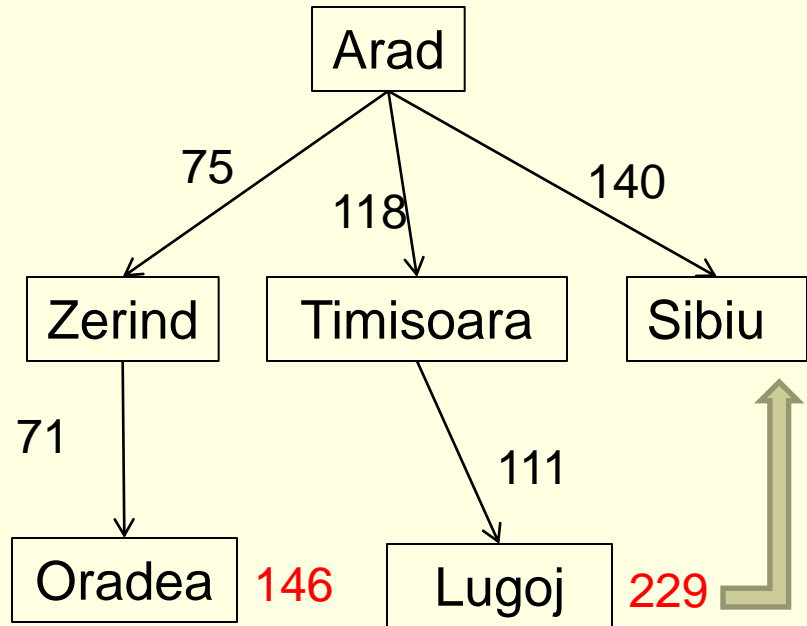 Arad
75
118
140
Zerind
Timisoara
Sibiu
71
111
Oradea 146
Lugoj 229